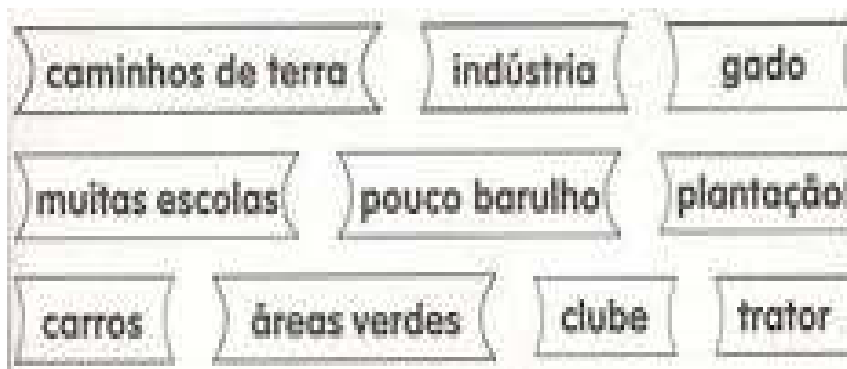 caminhos de terra indústria gado
muitas escolas pouco barulho plantação
carros áreas verdes clube trator